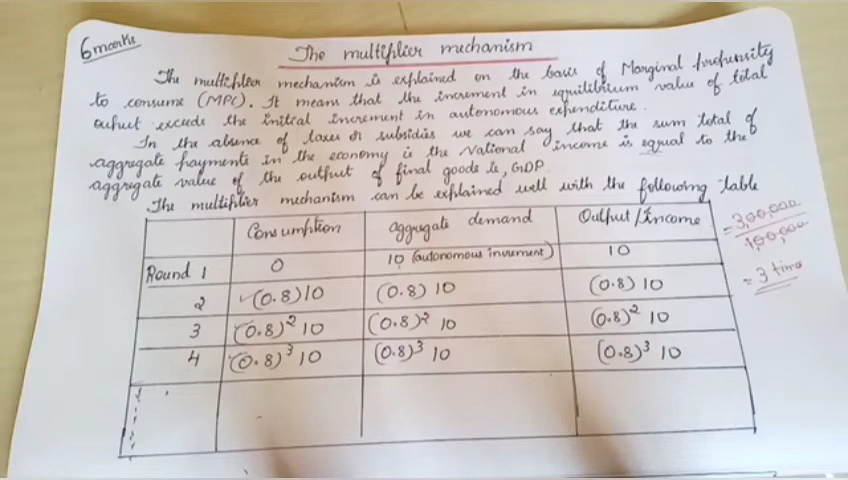 6 marks
The multiplier mechanism
The multiplier mechanism is explained on the basis of Marginal propensity
to consume (MPC). It means that the increment in equilibrium value of total
output exceeds the initial increment in autonomous expenditure.
In the absence of taxes or subsidies we can say that the sum total of
aggregate payments in the economy ie the National income is equal to the
aggregate value of the output of final goods ie, GDP.
The multiplier mechanism can be explained well with the following table
Consumption Aggregate demand Output/Income
Round 1 0 10 (autonomous increment) 10
2 (0.8)10 (0.8) 10 (0.8) 10
3 (0.8)² 10 (0.8)² 10 (0.8)² 10
4 (0.8)³ 10 (0.8)³ 10 (0.8)³ 10
= 3,00,000
1,00,000
= 3 time